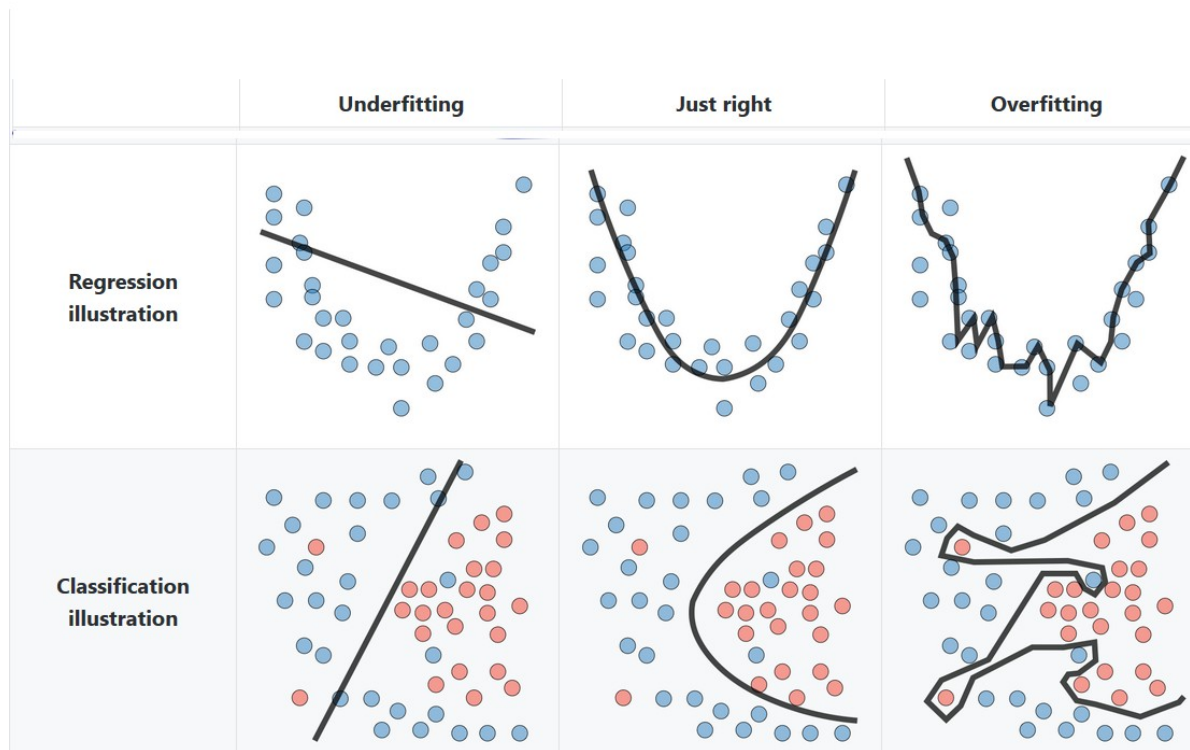 Underfitting
Just right
Overfitting
Regression
illustration
Classification
illustration